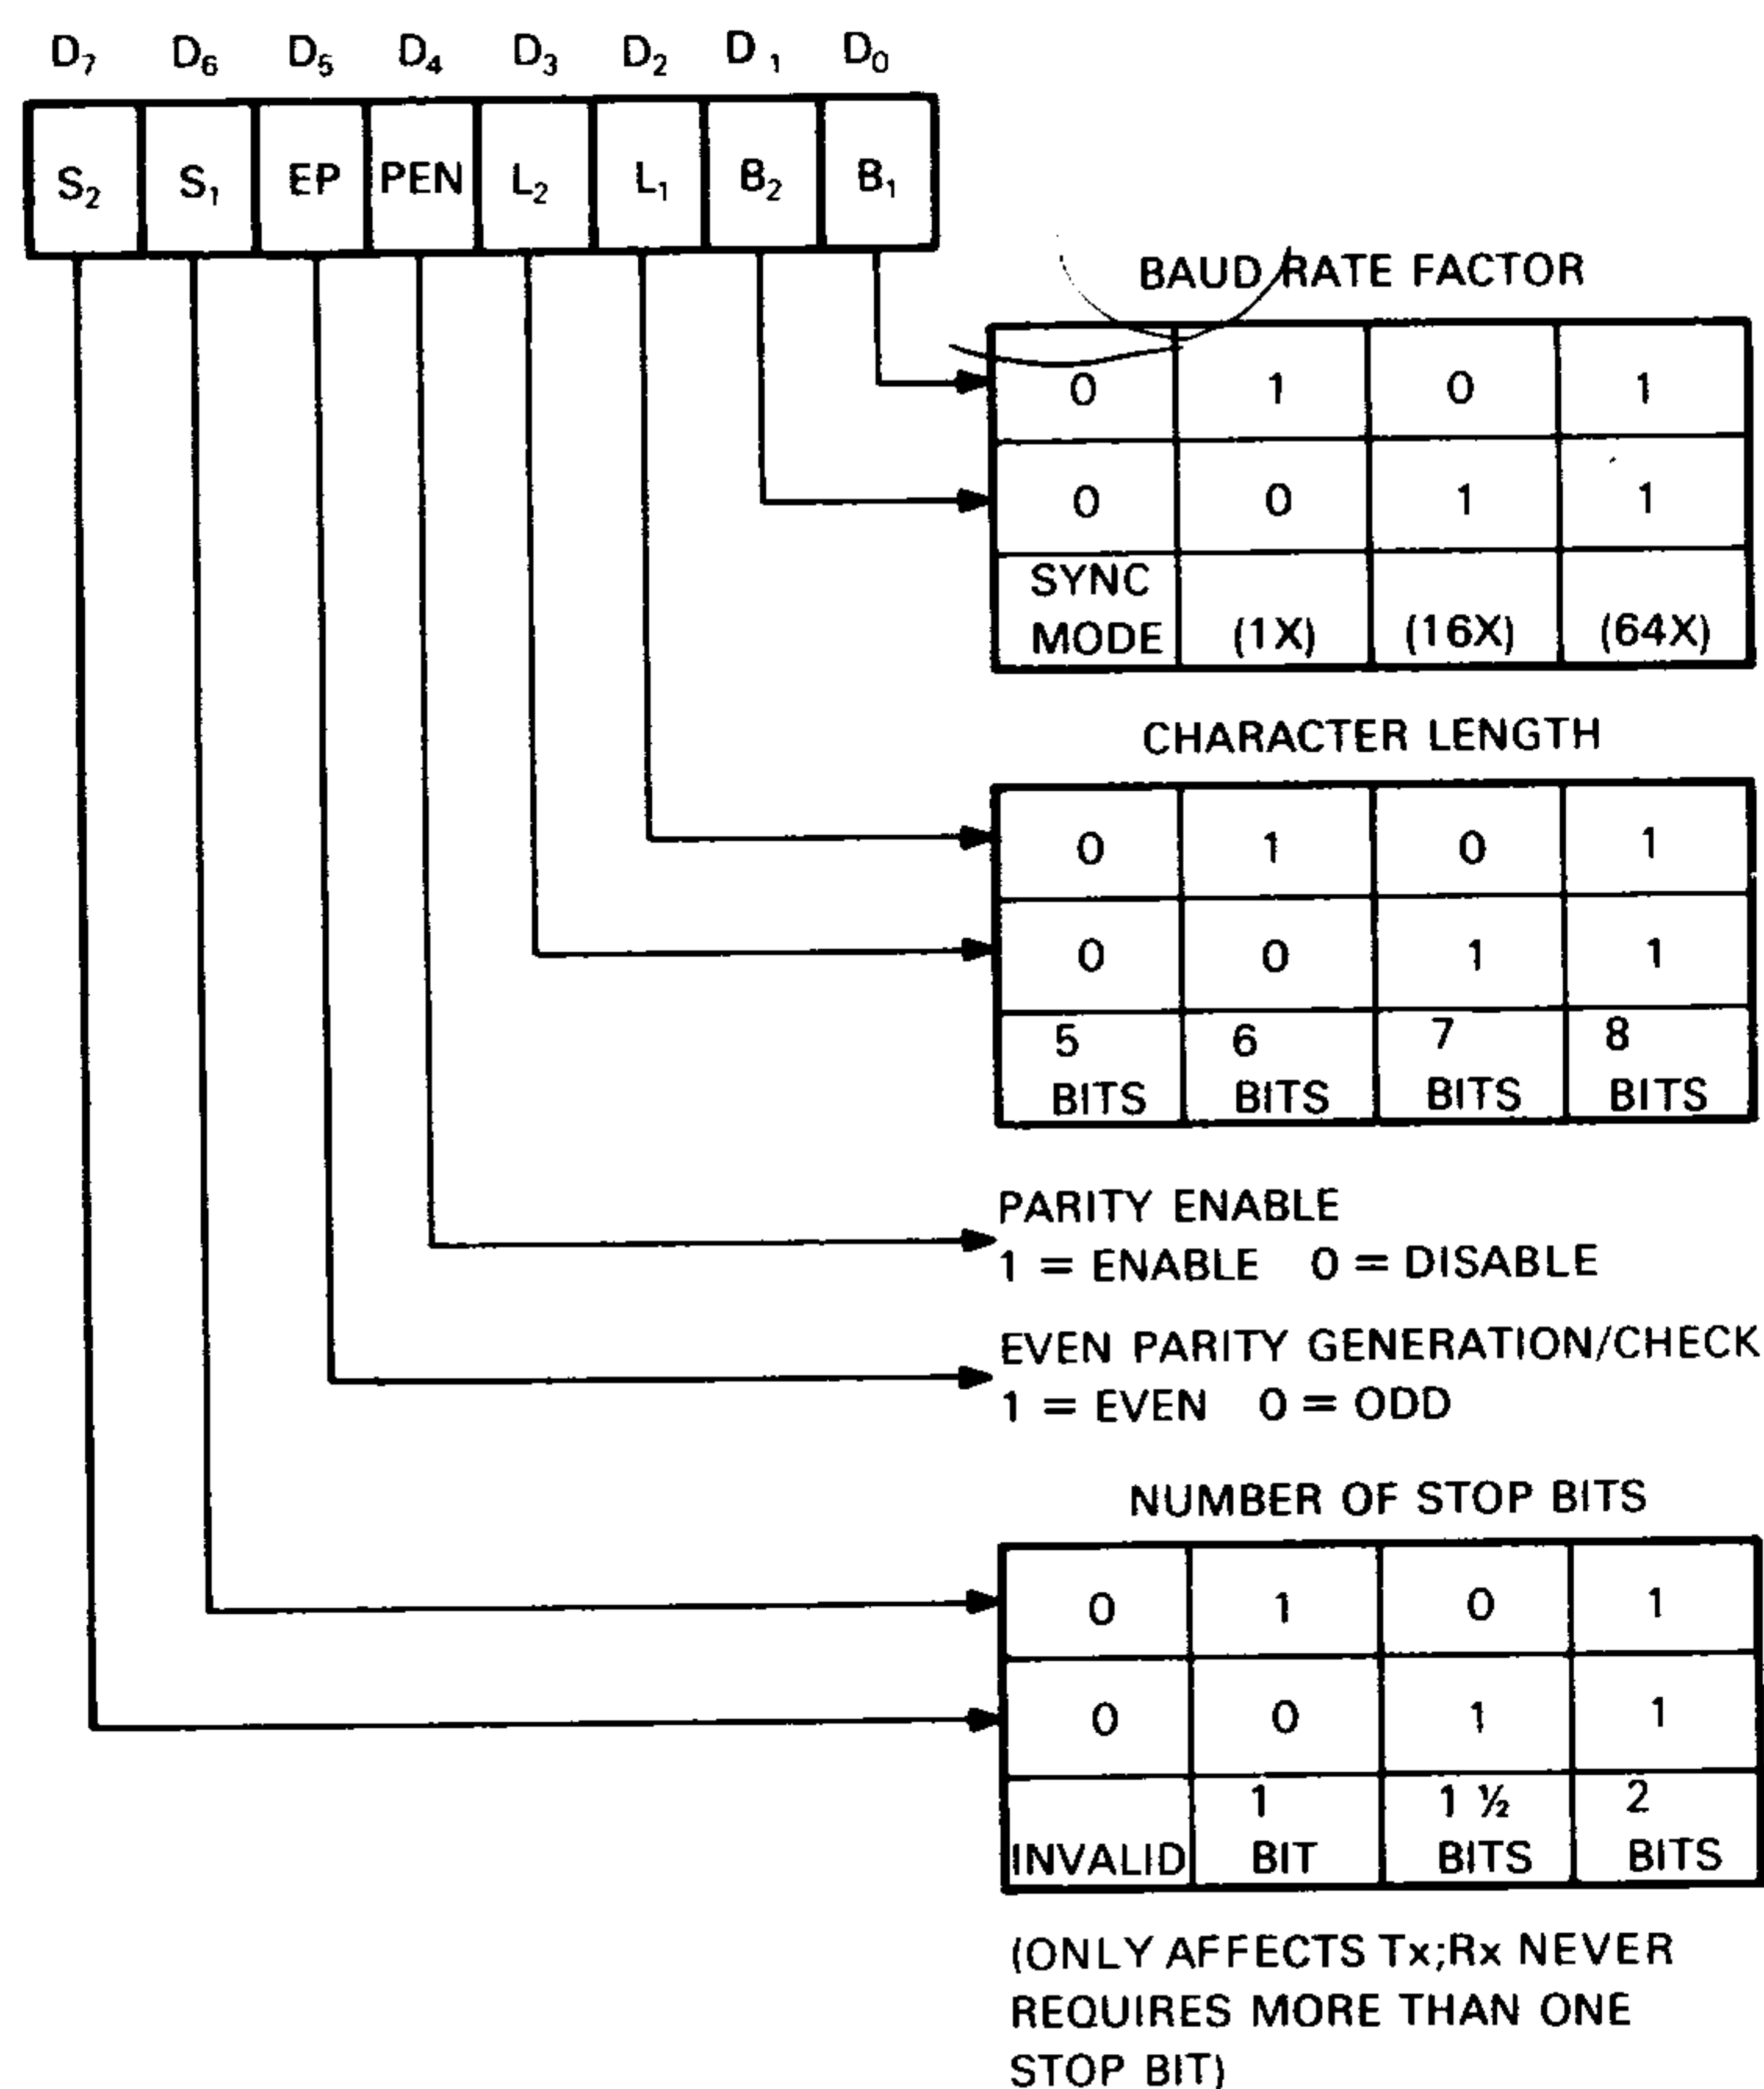 D₇ D₆ D₅ D₄ D₃ D₂ D₁ D₀
S₂ S₁ EP PEN L₂ L₁ B₂ B₁
BAUD RATE FACTOR
0 1 0 1
0 0 1 1
SYNC MODE (1X) (16X) (64X)
CHARACTER LENGTH
0 1 0 1
0 0 1 1
5 BITS 6 BITS 7 BITS 8 BITS
PARITY ENABLE
1 = ENABLE 0 = DISABLE
EVEN PARITY GENERATION/CHECK
1 = EVEN 0 = ODD
NUMBER OF STOP BITS
0 1 0 1
0 0 1 1
INVALID 1 BIT 1 ½ BITS 2 BITS
(ONLY AFFECTS Tx;Rx NEVER
REQUIRES MORE THAN ONE
STOP BIT)